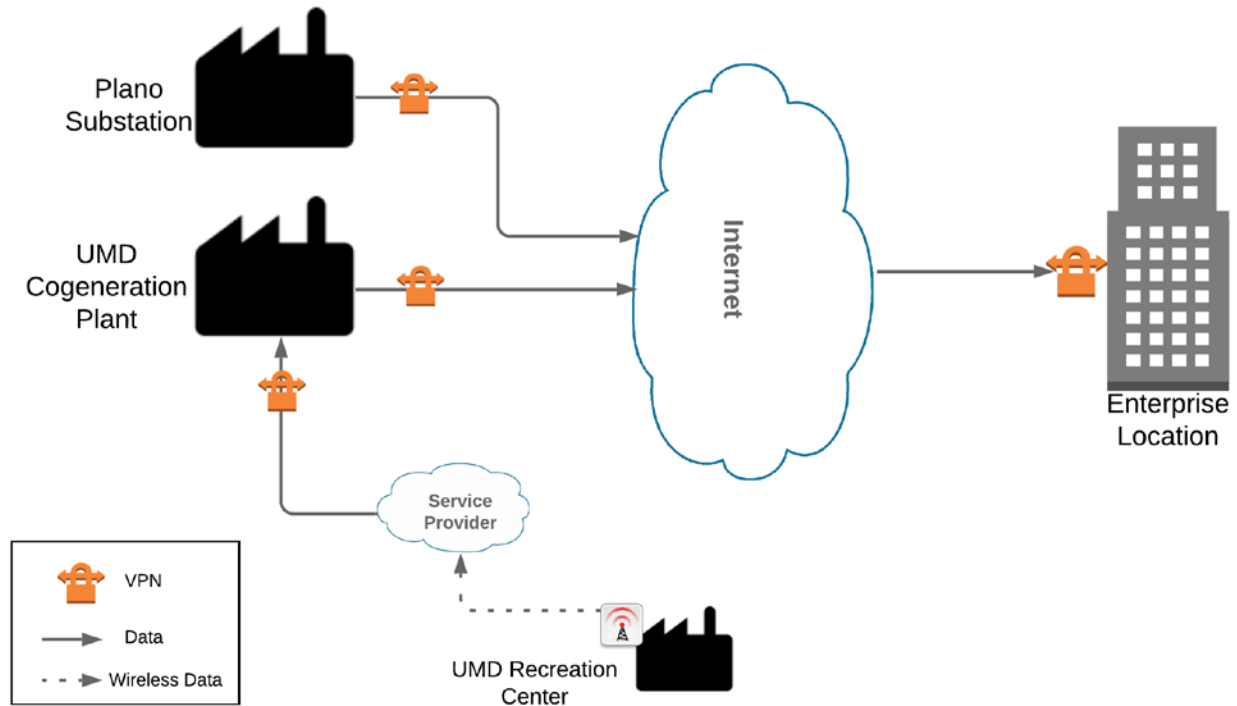 Plano
Substation
UMD
Cogeneration
Plant
Internet
Enterprise
Location
Service
Provider
UMD Recreation
Center
VPN
Data
Wireless Data